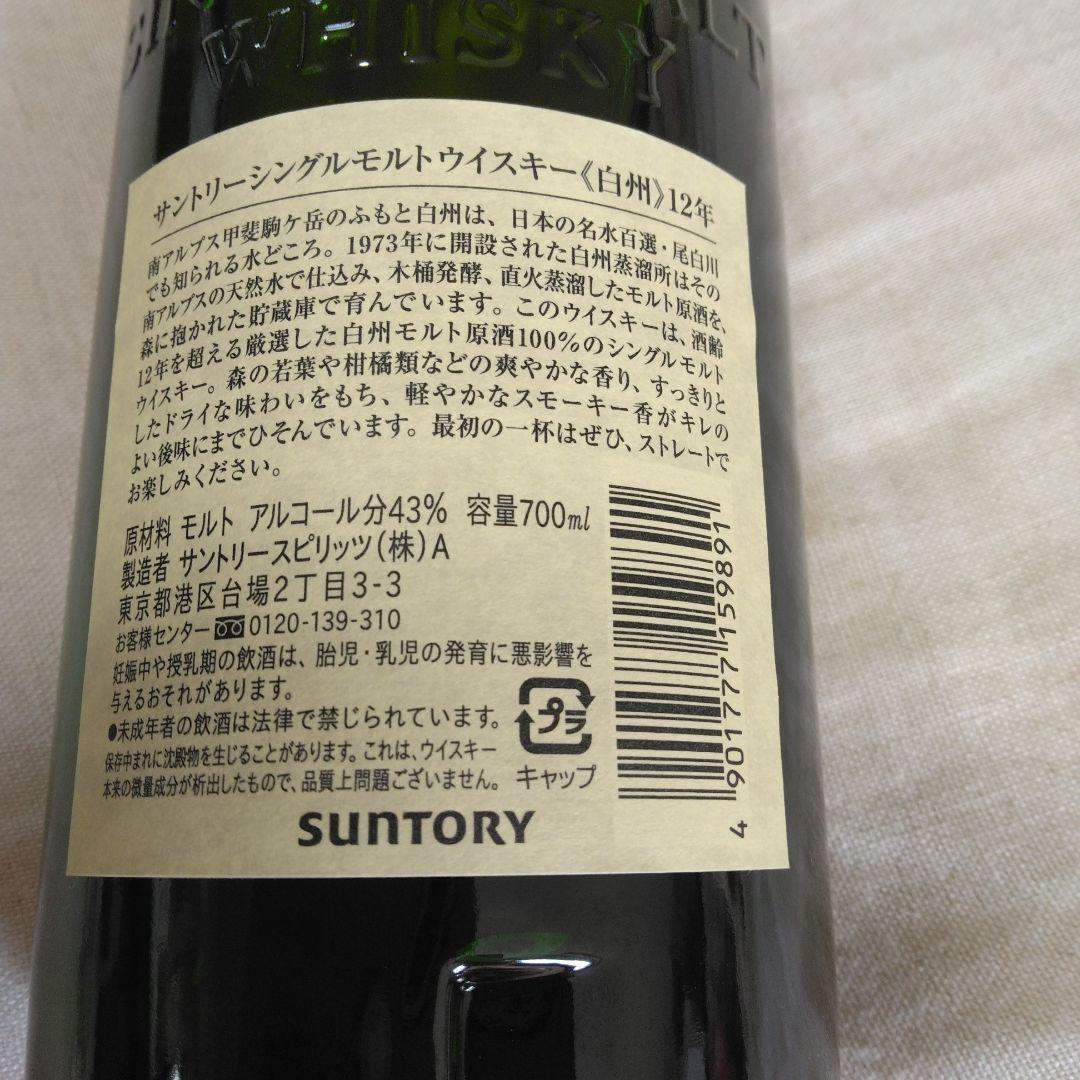 WHISKY
サントリーシングルモルトウイスキー《白州》12年
南アルプス甲斐駒ケ岳のふもと白州は、日本の名水百選・尾白川
でも知られる水どころ。1973年に開設された白州蒸溜所はその
南アルプスの天然水で仕込み、木桶発酵、直火蒸溜したモルト原酒を、
森に抱かれた貯蔵庫で育んでいます。このウイスキーは、酒齢
12年を超える厳選した白州モルト原酒100%のシングルモルト
ウイスキー。森の若葉や柑橘類などの爽やかな香り、すっきりと
したドライな味わいをもち、軽やかなスモーキー香がキレの
よい後味にまでひそんでいます。最初の一杯はぜひ、ストレートで
お楽しみください。
原材料 モルト アルコール分43% 容量700ml
製造者 サントリースピリッツ(株)A
東京都港区台場2丁目3-3
お客様センター 0120-139-310
妊娠中や授乳期の飲酒は、胎児・乳児の発育に悪影響を
与えるおそれがあります。
●未成年者の飲酒は法律で禁じられています。
保存中まれに沈殿物を生じることがあります。これは、ウイスキー
本来の微量成分が析出したもので、品質上問題ございません。
プラ
キャップ
SUNTORY
4 901777 159891